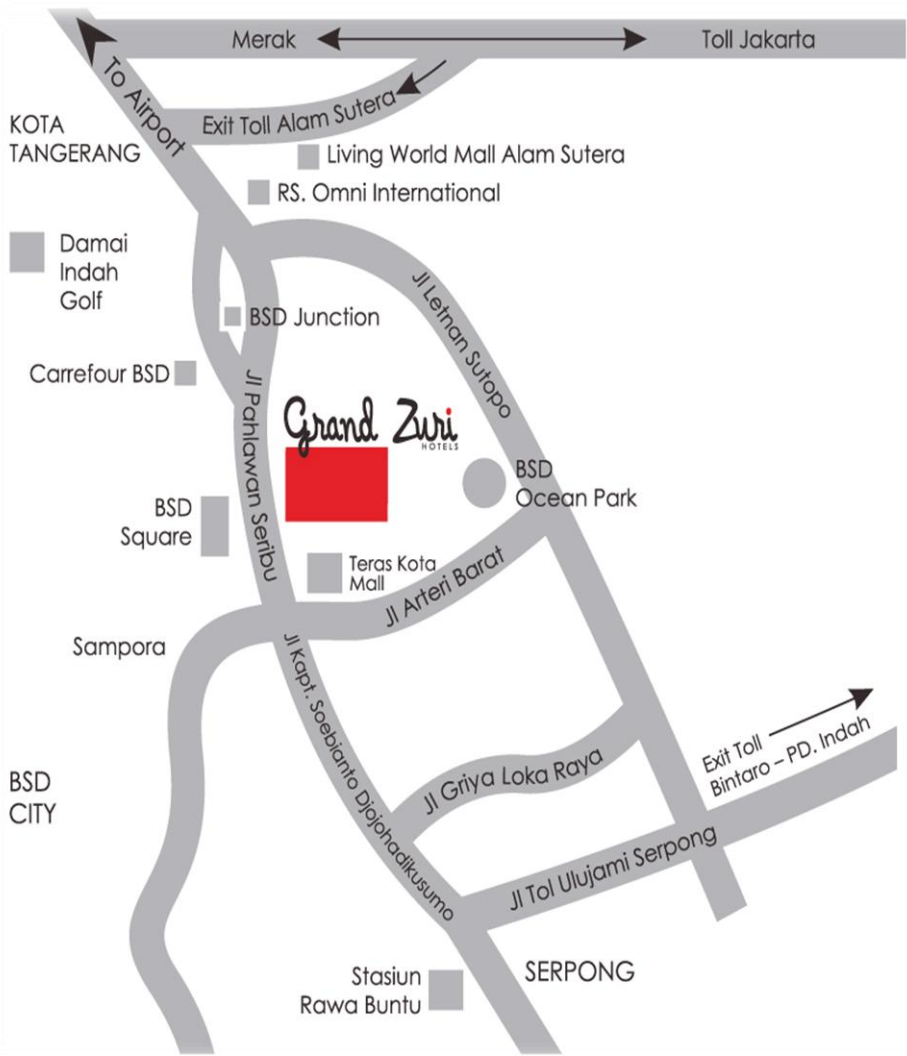 Merak
Toll Jakarta
To Airport
Exit Toll Alam Sutera
KOTA
TANGERANG
Living World Mall Alam Sutera
RS. Omni International
Damai
Indah
Golf
Jl Letnan Sutopo
BSD Junction
Carrefour BSD
Jl Pahlawan Seribu
Grand Zuri
HOTELS
BSD
Ocean Park
BSD
Square
Teras Kota
Mall
Jl Arteri Barat
Sampora
Jl Kapt. Soebianto Djojohadikusumo
Exit Toll
Bintaro – PD. Indah
Jl Griya Loka Raya
BSD
CITY
Jl Tol Ulujami Serpong
Stasiun
Rawa Buntu
SERPONG